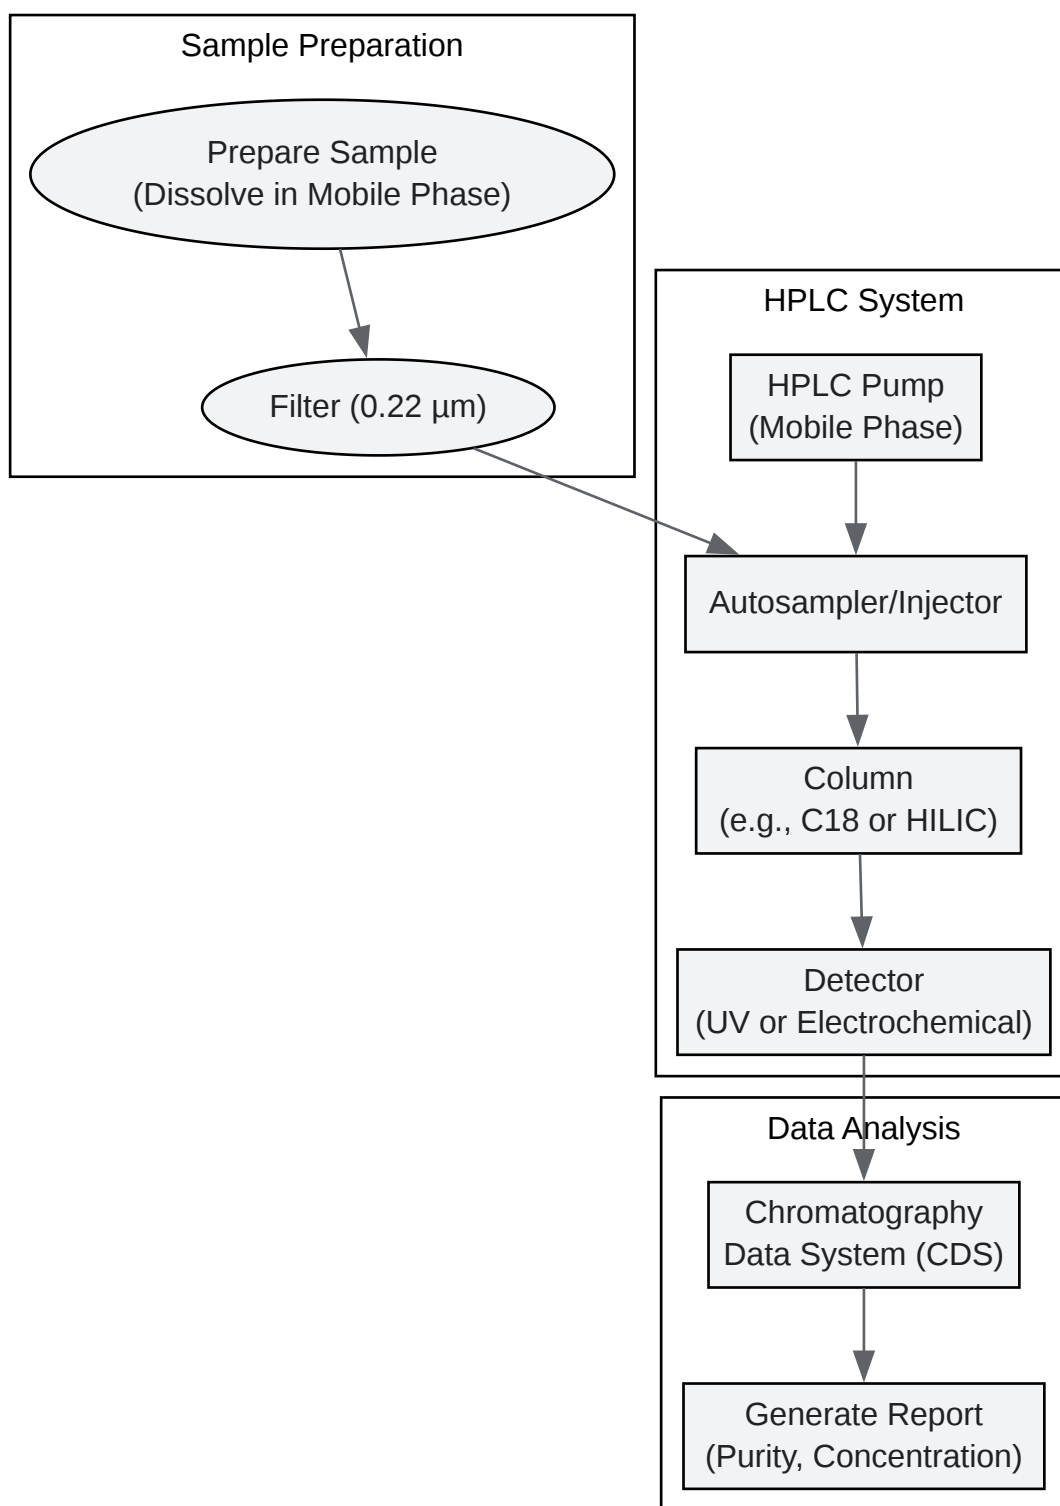 Sample Preparation
Prepare Sample
(Dissolve in Mobile Phase)
Filter (0.22 µm)
HPLC System
HPLC Pump
(Mobile Phase)
Autosampler/Injector
Column
(e.g., C18 or HILIC)
Detector
(UV or Electrochemical)
Data Analysis
Chromatography
Data System (CDS)
Generate Report
(Purity, Concentration)